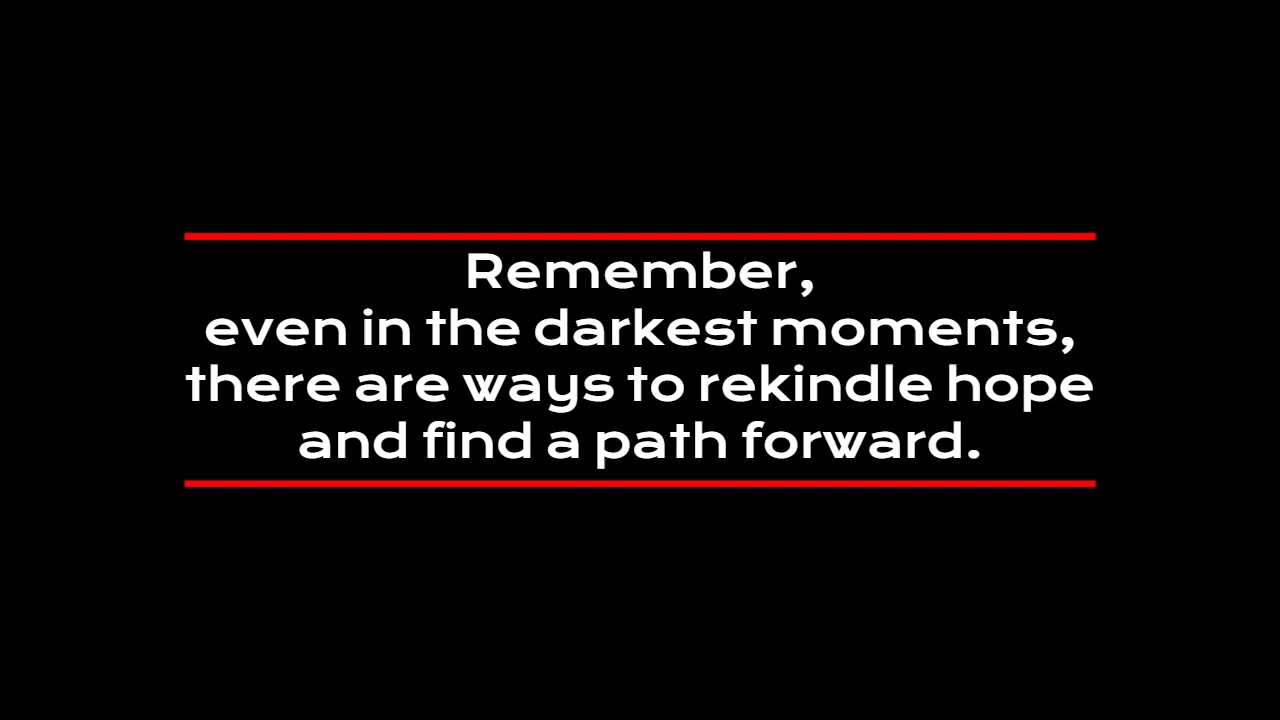 Remember,
even in the darkest moments,
there are ways to rekindle hope
and find a path forward.